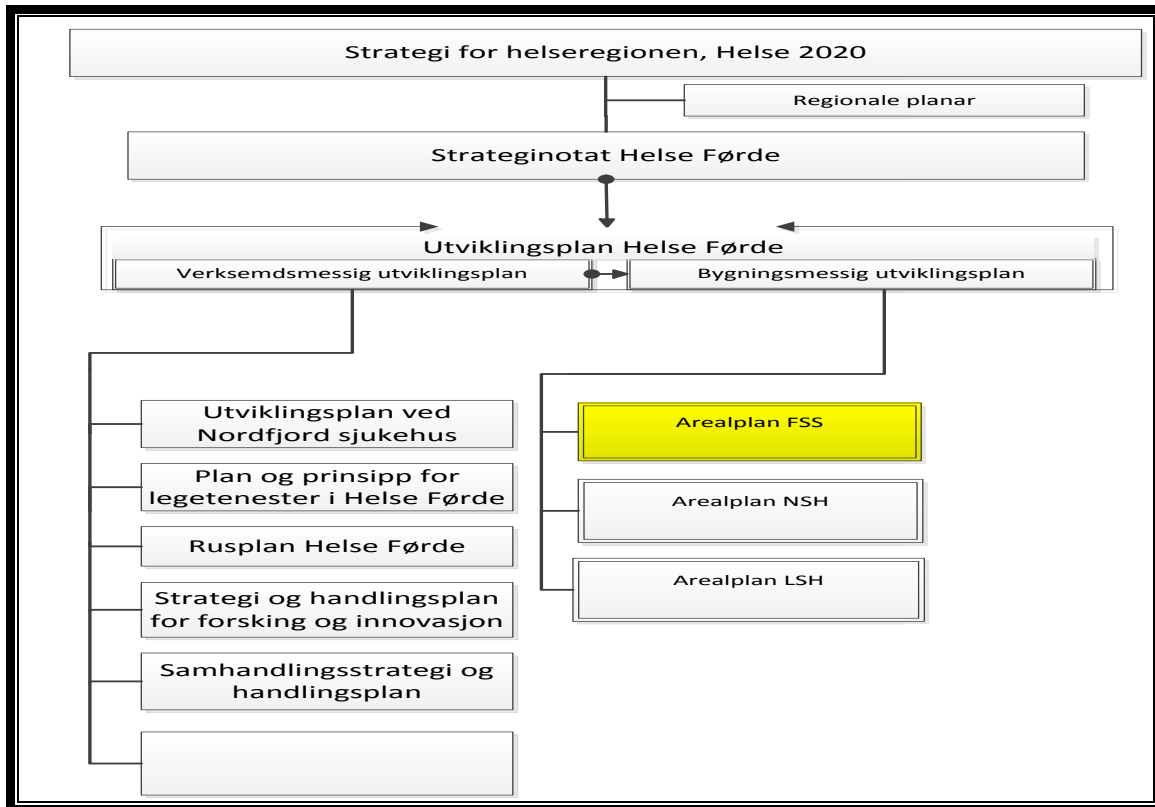 Strategi for helseregionen, Helse 2020
Regionale planar
Strateginotat Helse Førde
Utviklingsplan Helse Førde
Verksemdsmessig utviklingsplan
Bygningsmessig utviklingsplan
Utviklingsplan ved
Nordfjord sjukehus
Plan og prinsipp for
legetenester i Helse Førde
Rusplan Helse Førde
Strategi og handlingsplan
for forsking og innovasjon
Samhandlingsstrategi og
handlingsplan
Arealplan FSS
Arealplan NSH
Arealplan LSH